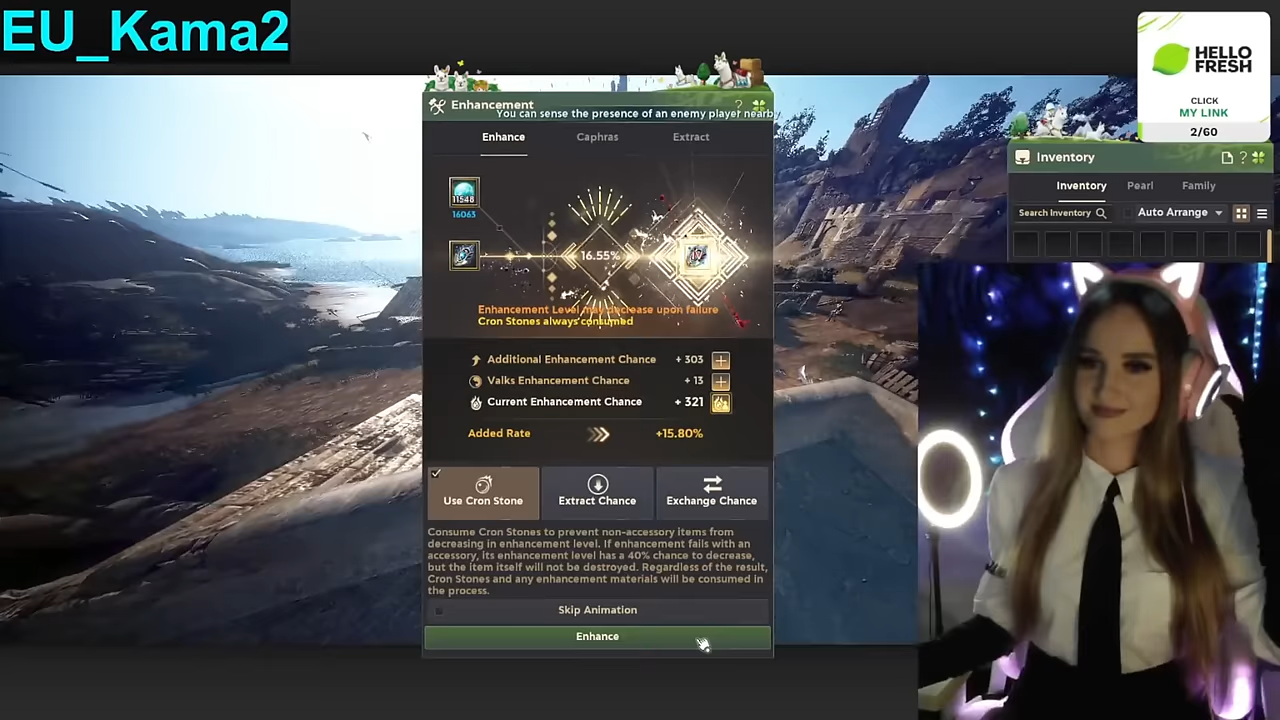 EU_Kama2
HELLO
FRESH
CLICK
MY LINK
2/60
Enhancement
?
You can sense the presence of an enemy player nearby
Enhance
Caphras
Extract
11548
16063
16.55%
IV
Enhancement Level may decrease upon failure
Cron Stones always consumed
Additional Enhancement Chance + 303
Valks Enhancement Chance + 13
Current Enhancement Chance + 321
Added Rate +15.80%
Use Cron Stone
Extract Chance
Exchange Chance
Consume Cron Stones to prevent non-accessory items from
decreasing in enhancement level. If enhancement fails with an
accessory, its enhancement level has a 40% chance to decrease,
but the item itself will not be destroyed. Regardless of the result,
Cron Stones and any enhancement materials will be consumed in
the process.
Skip Animation
Enhance
Inventory
?
Inventory
Pearl
Family
Search Inventory
Auto Arrange